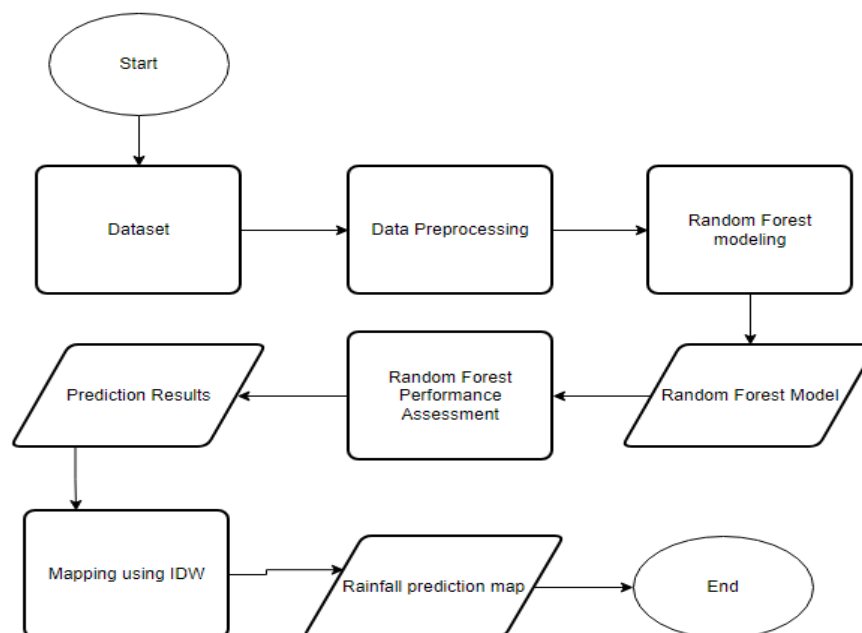 Start
Dataset
Data Preprocessing
Random Forest
modeling
Random Forest Model
Random Forest
Performance
Assessment
Prediction Results
Mapping using IDW
Rainfall prediction map
End